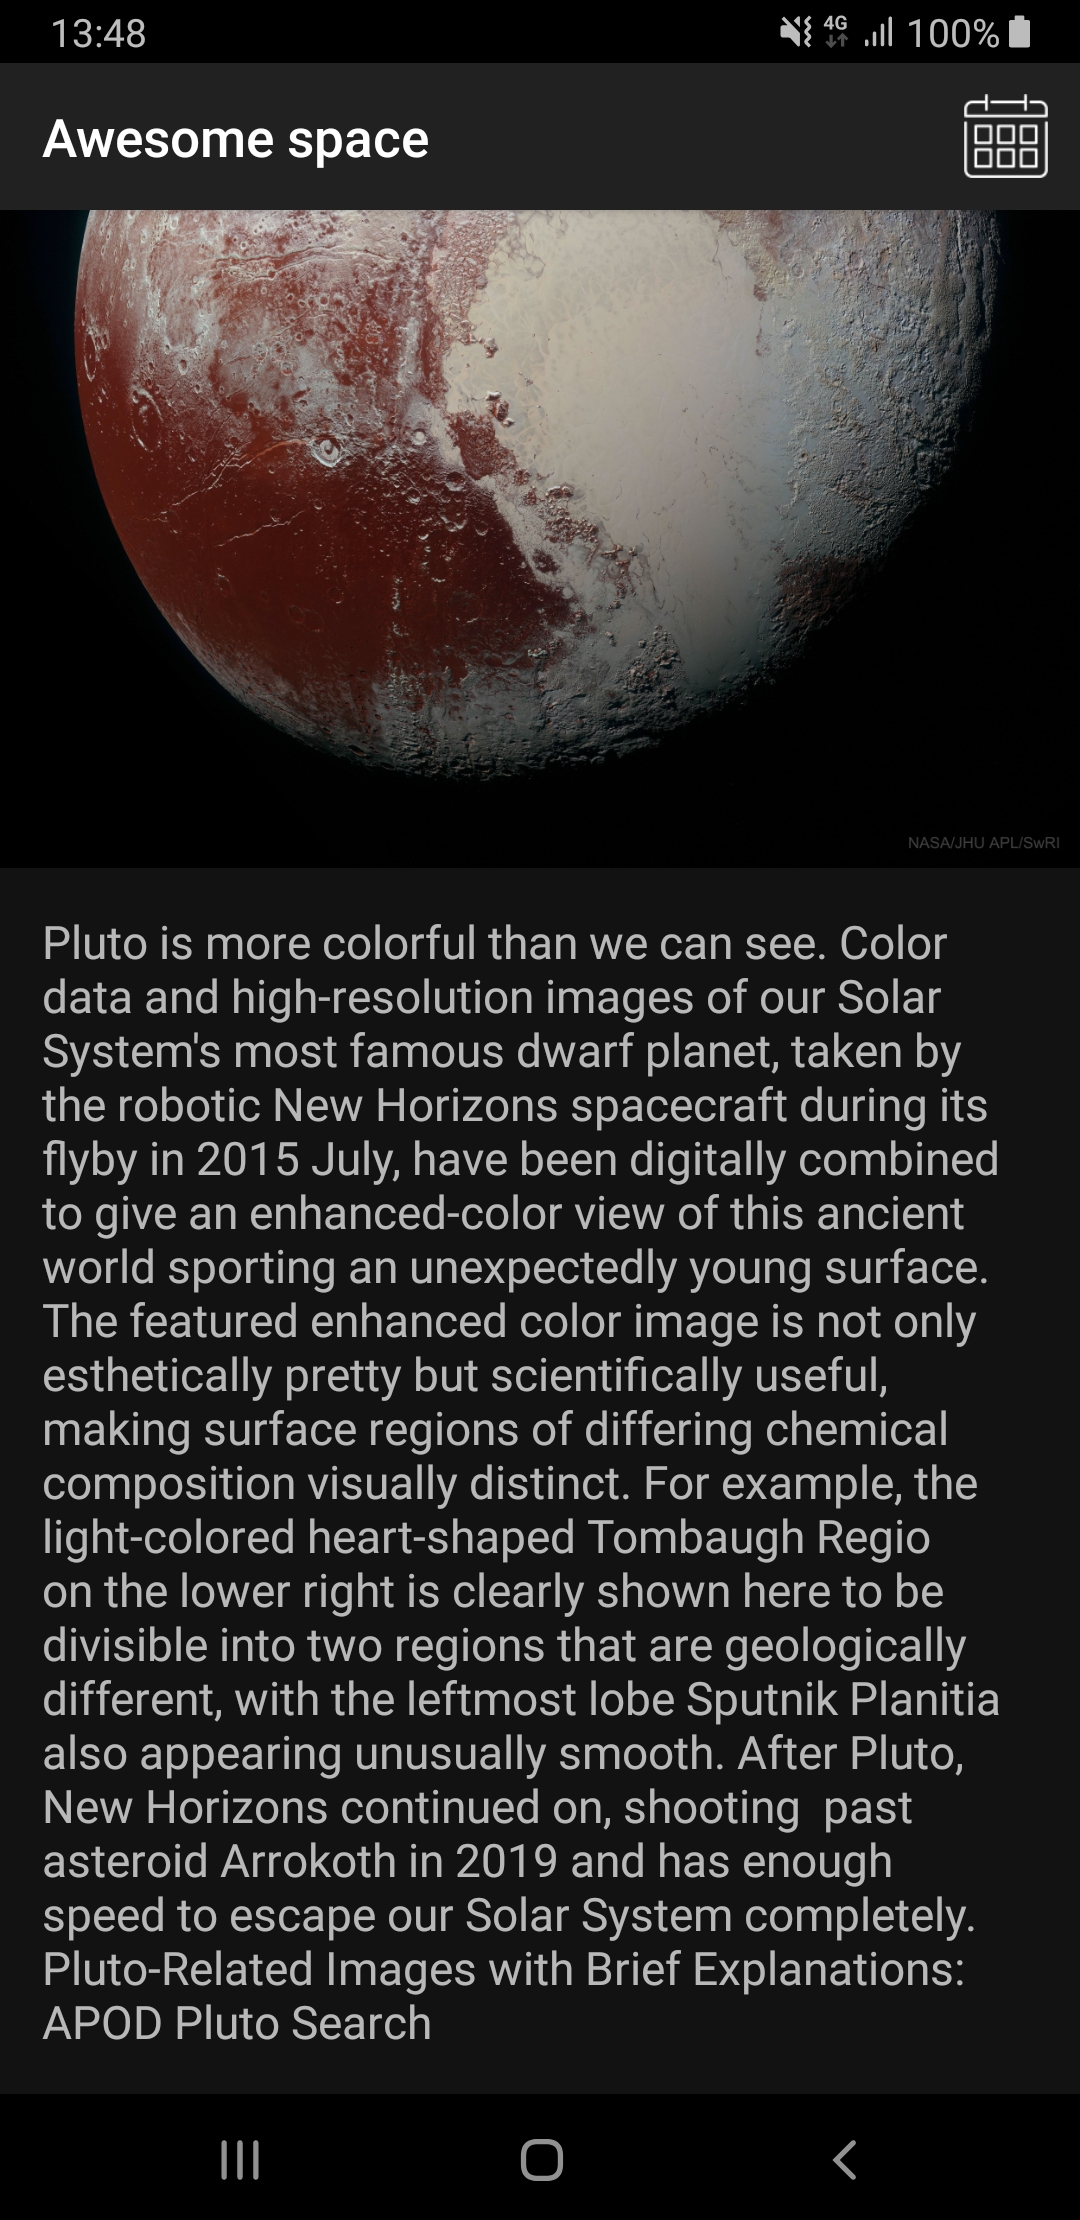 13:48
4G
100%
Awesome space
NASA/JHU APL/SwRI
Pluto is more colorful than we can see. Color
data and high-resolution images of our Solar
System's most famous dwarf planet, taken by
the robotic New Horizons spacecraft during its
flyby in 2015 July, have been digitally combined
to give an enhanced-color view of this ancient
world sporting an unexpectedly young surface.
The featured enhanced color image is not only
esthetically pretty but scientifically useful,
making surface regions of differing chemical
composition visually distinct. For example, the
light-colored heart-shaped Tombaugh Regio
on the lower right is clearly shown here to be
divisible into two regions that are geologically
different, with the leftmost lobe Sputnik Planitia
also appearing unusually smooth. After Pluto,
New Horizons continued on, shooting  past
asteroid Arrokoth in 2019 and has enough
speed to escape our Solar System completely.
Pluto-Related Images with Brief Explanations:
APOD Pluto Search